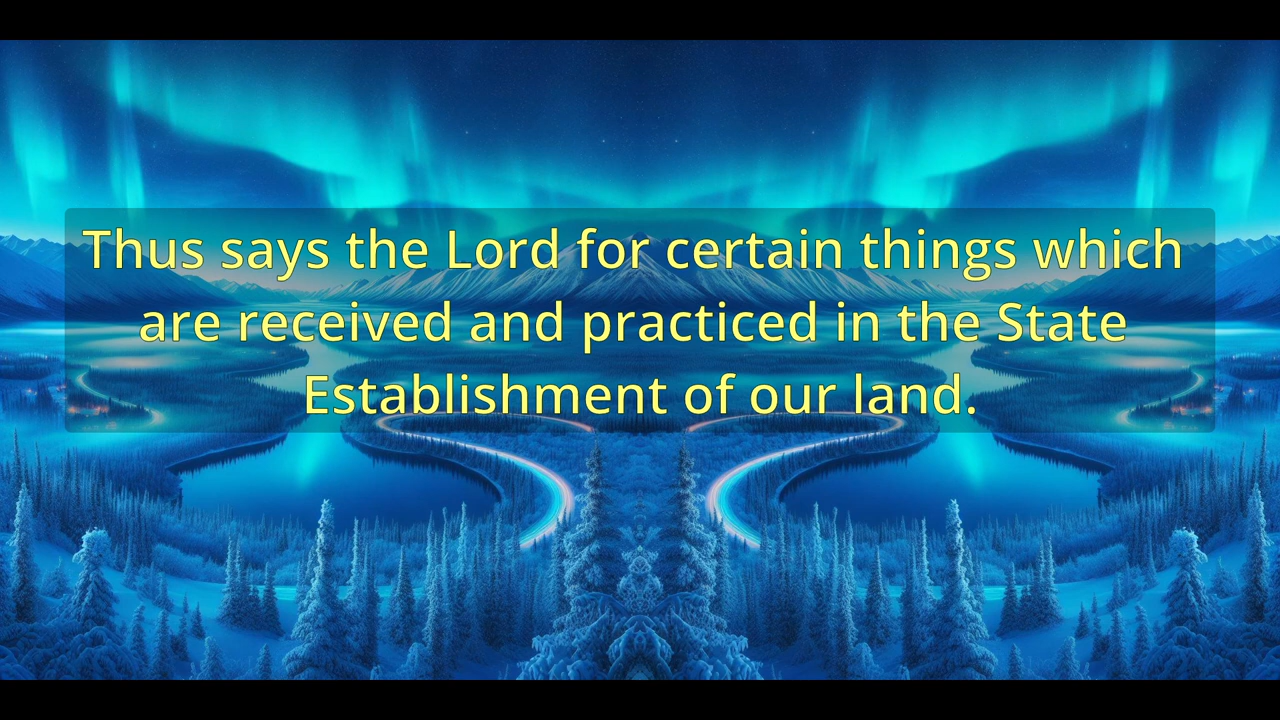 Thus says the Lord for certain things which
are received and practiced in the State
Establishment of our land.